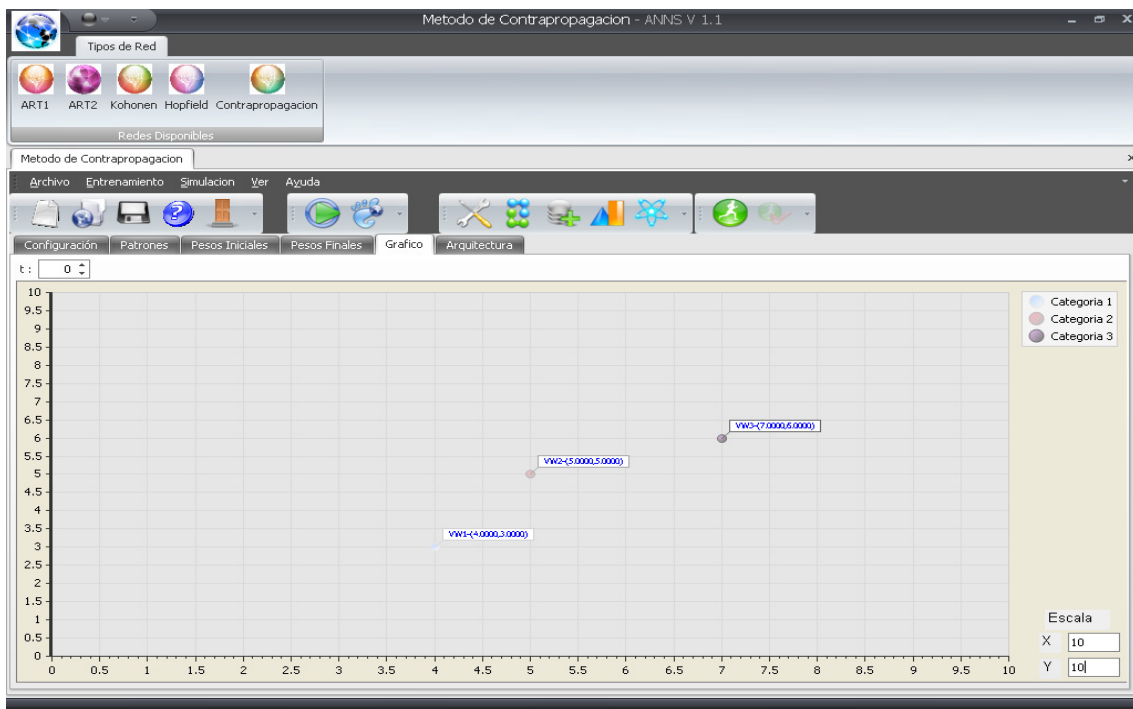 Metodo de Contrapropagacion - ANNS V 1.1
Tipos de Red
ART1 ART2 Kohonen Hopfield Contrapropagacion
Redes Disponibles
Metodo de Contrapropagacion
Archivo Entrenamiento Simulacion Ver Ayuda
Configuración Patrones Pesos Iniciales Pesos Finales Grafico Arquitectura
t : 0
10
9.5
9
8.5
8
7.5
7
6.5
6
5.5
5
4.5
4
3.5
3
2.5
2
1.5
1
0.5
0
VW3-(7.0000,6.0000)
VW2-(5.0000,5.0000)
VW1-(4.0000,3.0000)
0 0.5 1 1.5 2 2.5 3 3.5 4 4.5 5 5.5 6 6.5 7 7.5 8 8.5 9 9.5 10
Categoria 1
Categoria 2
Categoria 3
Escala
X 10
Y 10